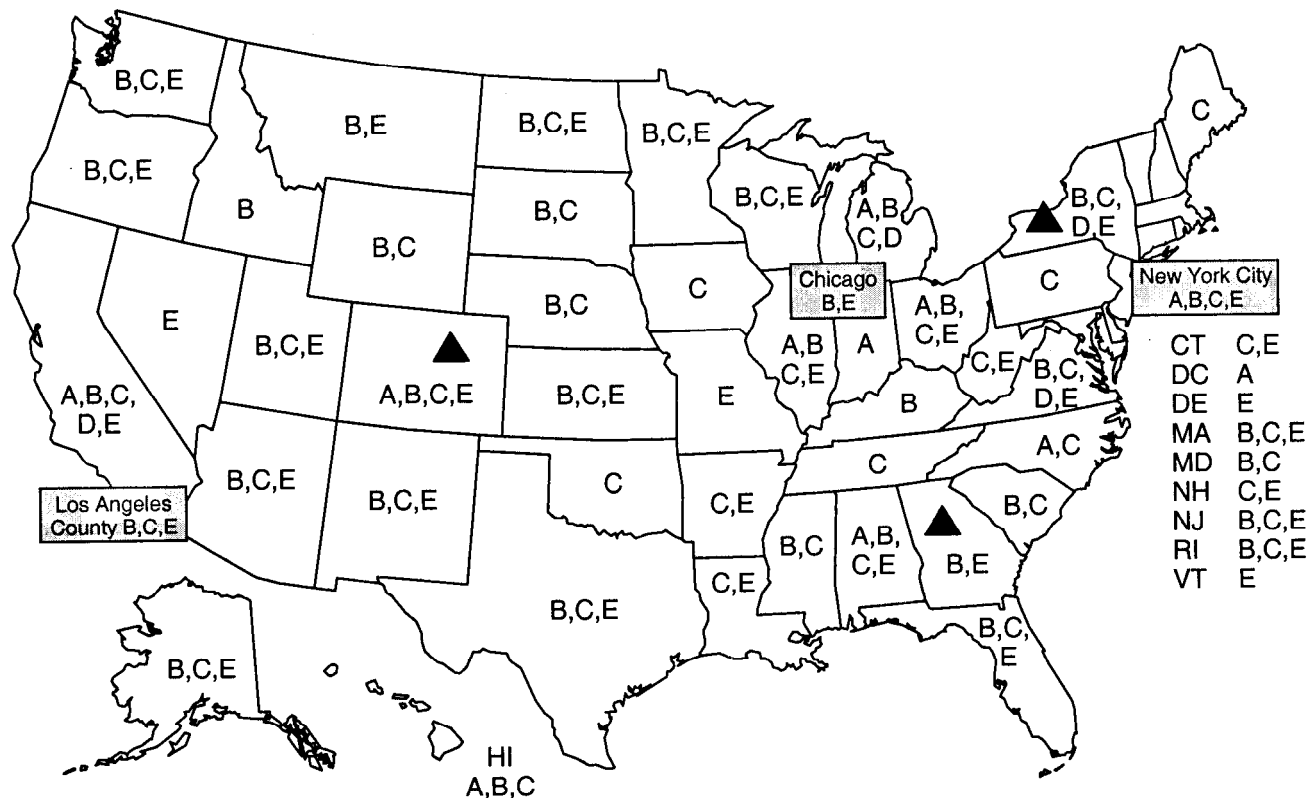 B,C,E
B,E
B,C,E
B,C,E
C
B,C,E
B
B,C
B,C
B,C,E
A,B
C,D
B,C,
D,E
Chicago
B,E
New York City
A,B,C,E
E
B,C,E
A,B,C,E
B,C
C
A,B
C,E
A
A,B,
C,E
C
A,B,C,
D,E
B,C,E
E
B
C,E
B,C,
D,E
CT C,E
DC A
DE E
MA B,C,E
MD B,C
NH C,E
NJ B,C,E
RI B,C,E
VT E
Los Angeles
County B,C,E
B,C,E
B,C,E
C
C,E
C
A,C
B,C
B,C
A,B,
C,E
B,E
C,E
B,C,E
B,C,
E
B,C,E
HI
A,B,C